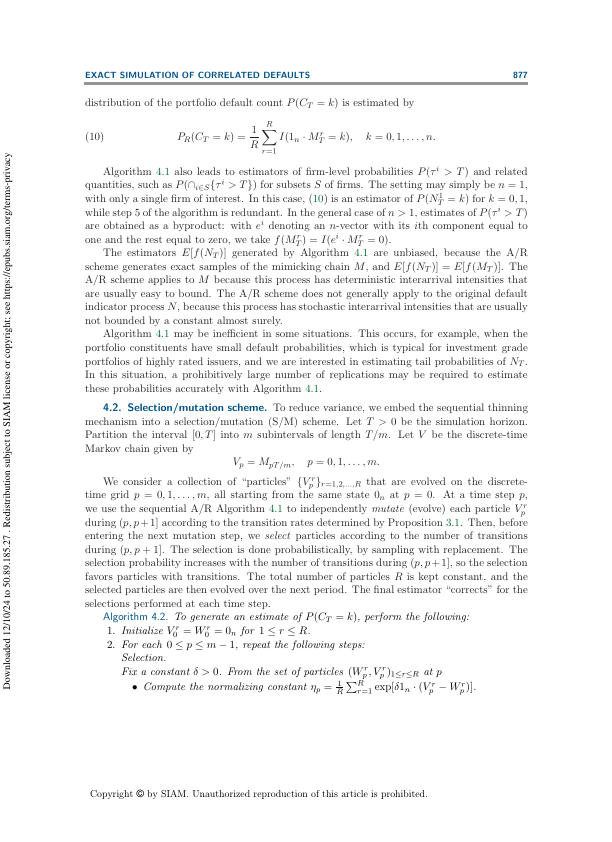 EXACT SIMULATION OF CORRELATED DEFAULTS 877
distribution of the portfolio default count P(C_T = k) is estimated by
(10) P_R(C_T = k) = \frac{1}{R} \sum_{r=1}^{R} I(1_n · M_T^r = k), k = 0, 1, . . . , n.
Algorithm 4.1 also leads to estimators of firm-level probabilities P(τ^i > T) and related
quantities, such as P(∩_{i∈S}{τ^i > T}) for subsets S of firms. The setting may simply be n = 1,
with only a single firm of interest. In this case, (10) is an estimator of P(N_T^1 = k) for k = 0, 1,
while step 5 of the algorithm is redundant. In the general case of n > 1, estimates of P(τ^i > T)
are obtained as a byproduct: with e^i denoting an n-vector with its ith component equal to
one and the rest equal to zero, we take f(M_T^r) = I(e^i · M_T^r = 0).
The estimators E[f(N_T)] generated by Algorithm 4.1 are unbiased, because the A/R
scheme generates exact samples of the mimicking chain M, and E[f(N_T)] = E[f(M_T)]. The
A/R scheme applies to M because this process has deterministic interarrival intensities that
are usually easy to bound. The A/R scheme does not generally apply to the original default
indicator process N, because this process has stochastic interarrival intensities that are usually
not bounded by a constant almost surely.
Algorithm 4.1 may be inefficient in some situations. This occurs, for example, when the
portfolio constituents have small default probabilities, which is typical for investment grade
portfolios of highly rated issuers, and we are interested in estimating tail probabilities of N_T.
In this situation, a prohibitively large number of replications may be required to estimate
these probabilities accurately with Algorithm 4.1.
4.2. Selection/mutation scheme. To reduce variance, we embed the sequential thinning
mechanism into a selection/mutation (S/M) scheme. Let T > 0 be the simulation horizon.
Partition the interval [0, T] into m subintervals of length T/m. Let V be the discrete-time
Markov chain given by
V_p = M_{pT/m}, p = 0, 1, . . . , m.
We consider a collection of “particles” {V_p^r}_{r=1,2,...,R} that are evolved on the discrete-
time grid p = 0, 1, . . . , m, all starting from the same state 0_n at p = 0. At a time step p,
we use the sequential A/R Algorithm 4.1 to independently mutate (evolve) each particle V_p^r
during (p, p+1] according to the transition rates determined by Proposition 3.1. Then, before
entering the next mutation step, we select particles according to the number of transitions
during (p, p + 1]. The selection is done probabilistically, by sampling with replacement. The
selection probability increases with the number of transitions during (p, p+1], so the selection
favors particles with transitions. The total number of particles R is kept constant, and the
selected particles are then evolved over the next period. The final estimator “corrects” for the
selections performed at each time step.
Algorithm 4.2. To generate an estimate of P(C_T = k), perform the following:
1. Initialize V_0^r = W_0^r = 0_n for 1 ≤ r ≤ R.
2. For each 0 ≤ p ≤ m − 1, repeat the following steps:
Selection.
Fix a constant δ > 0. From the set of particles (W_p^r, V_p^r)_{1≤r≤R} at p
• Compute the normalizing constant η_p = \frac{1}{R} \sum_{r=1}^{R} exp[δ1_n · (V_p^r − W_p^r)].
Copyright © by SIAM. Unauthorized reproduction of this article is prohibited.
Downloaded 12/10/24 to 50.89.185.27 . Redistribution subject to SIAM license or copyright; see https://epubs.siam.org/terms-privacy